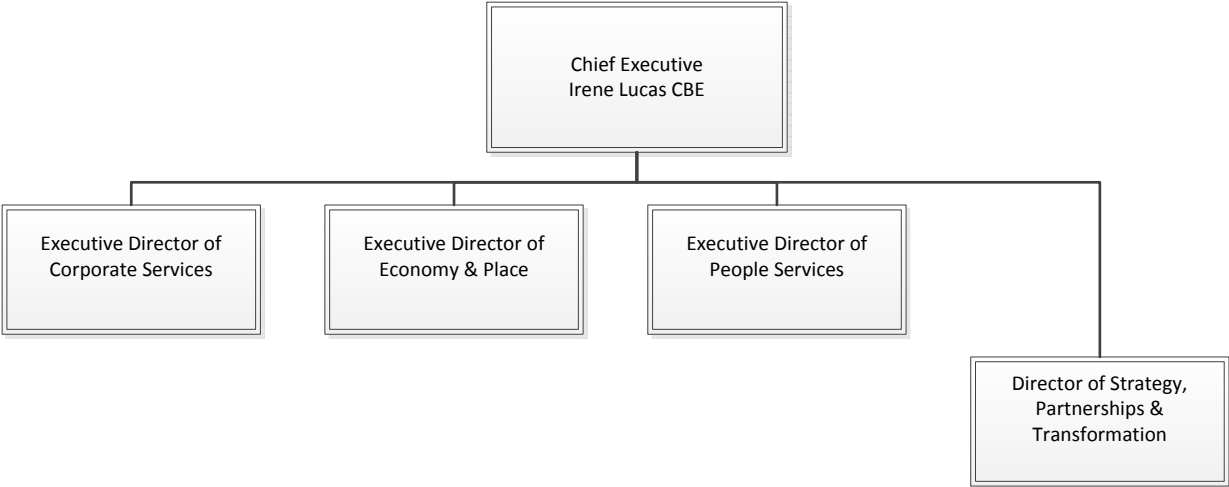 Chief Executive
Irene Lucas CBE
Executive Director of
Corporate Services
Executive Director of
Economy & Place
Executive Director of
People Services
Director of Strategy,
Partnerships &
Transformation